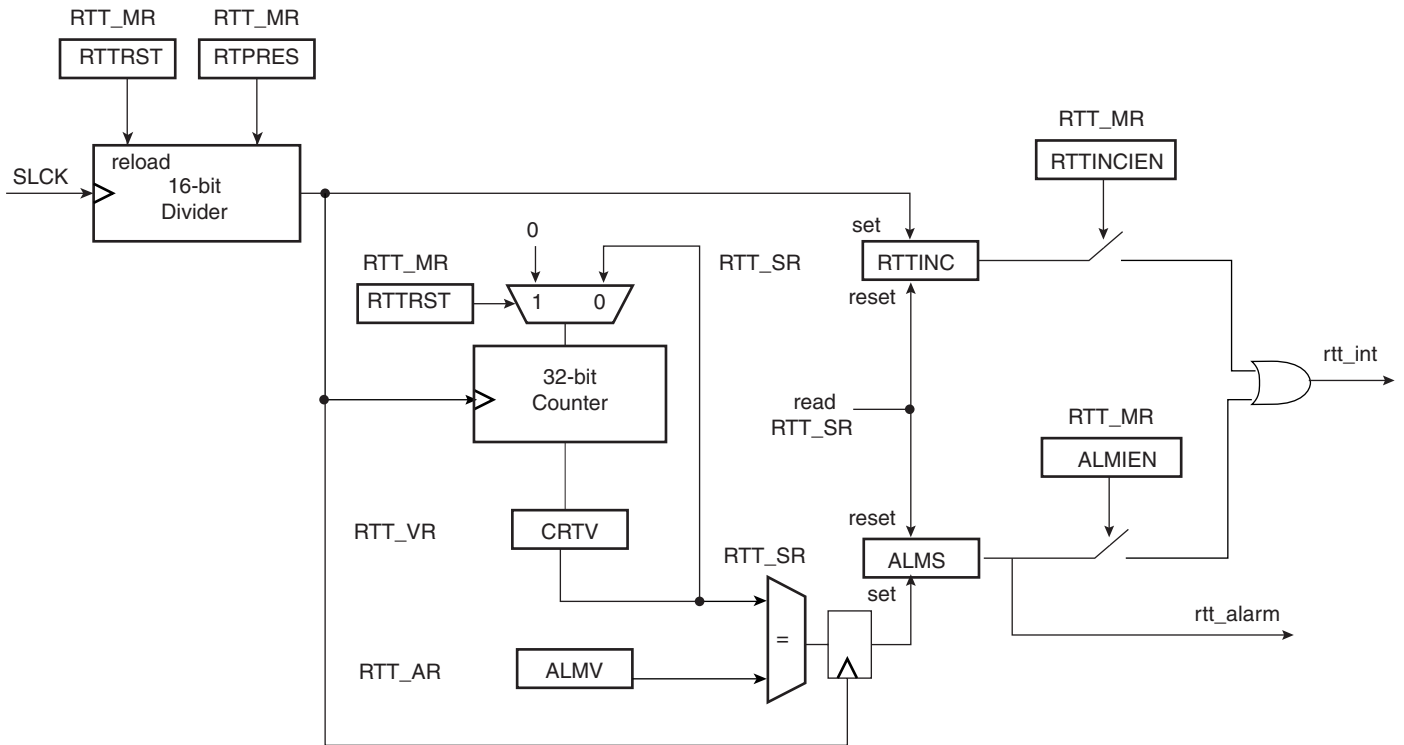 RTT_MR
RTT_MR
RTTRST
RTPRES
reload
16-bit
Divider
SLCK
RTT_MR
RTTINCIEN
0
RTT_MR
RTTRST
1
0
RTT_SR
set
RTTINC
reset
32-bit
Counter
rtt_int
read
RTT_SR
RTT_MR
ALMIEN
reset
RTT_VR
CRTV
RTT_SR
ALMS
set
=
rtt_alarm
RTT_AR
ALMV